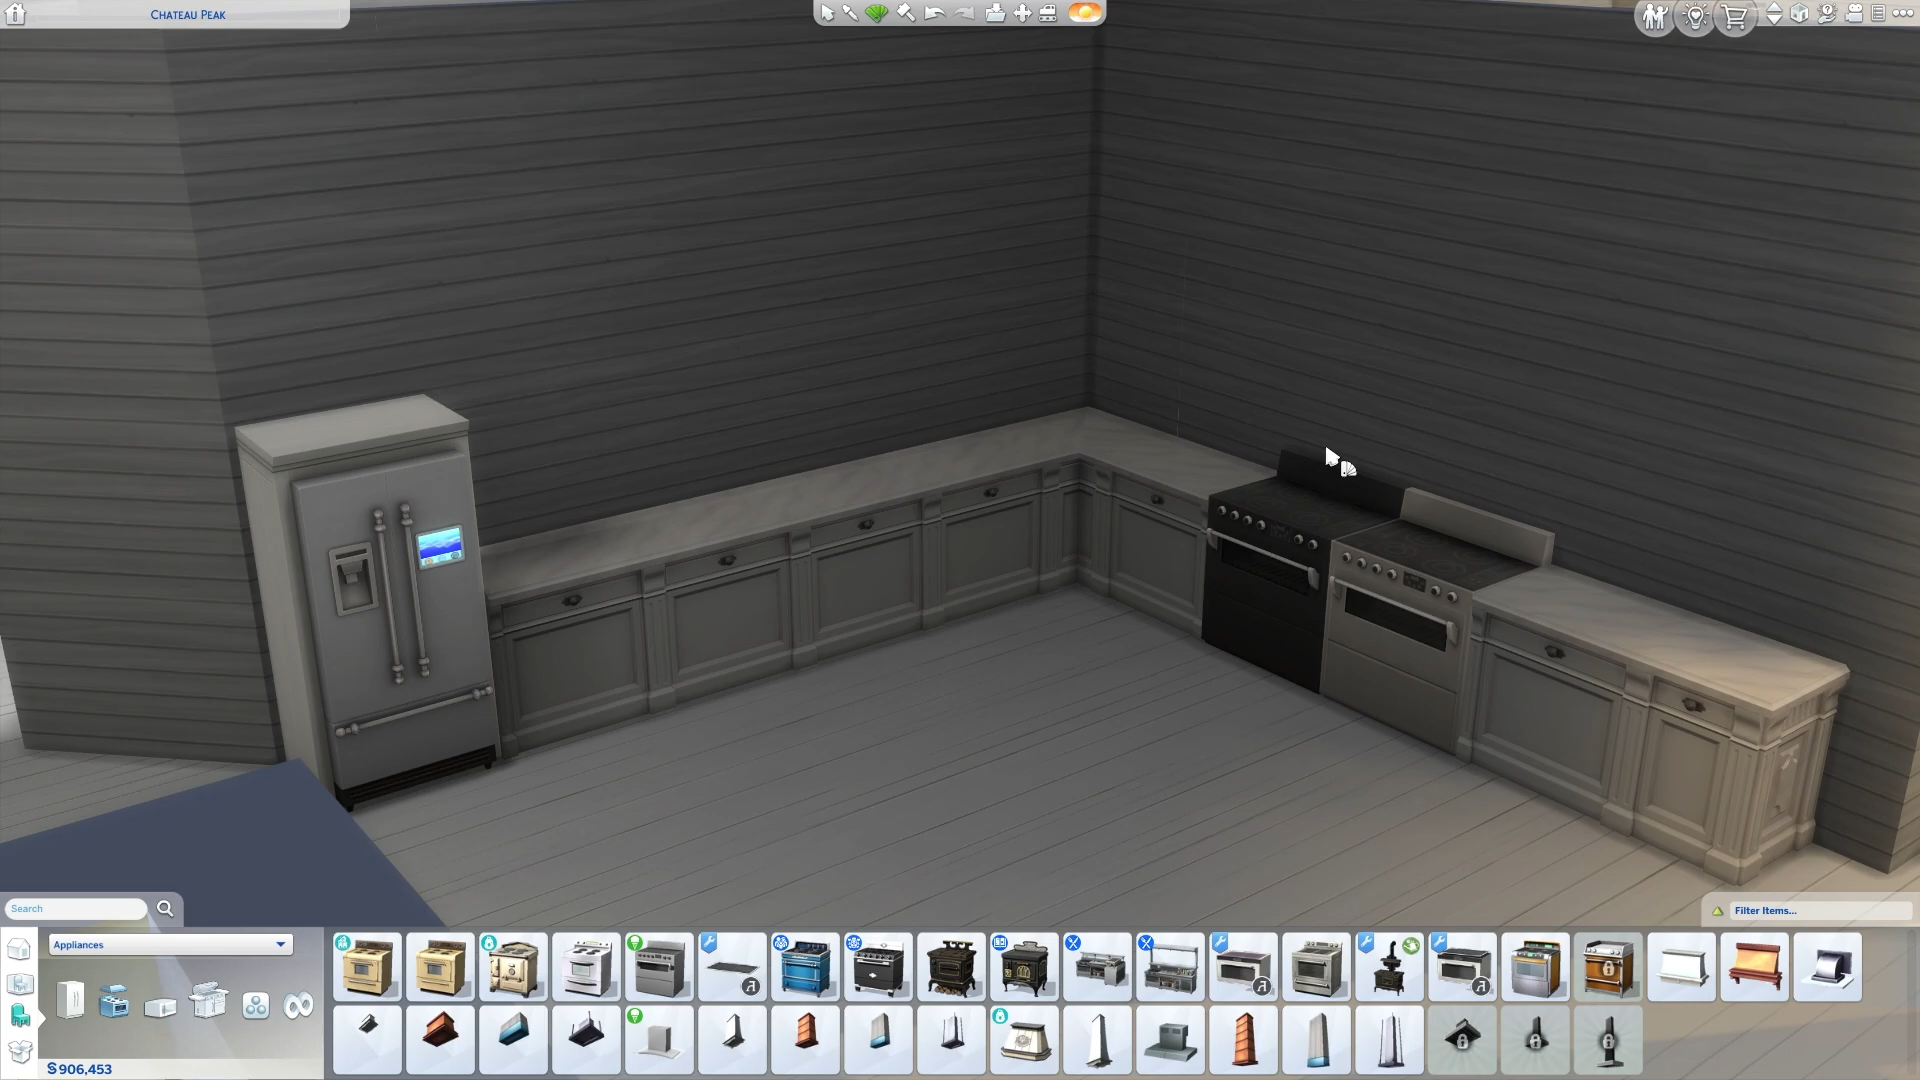 CHATEAU PEAK
Search
Filter Items...
Appliances
§906,453